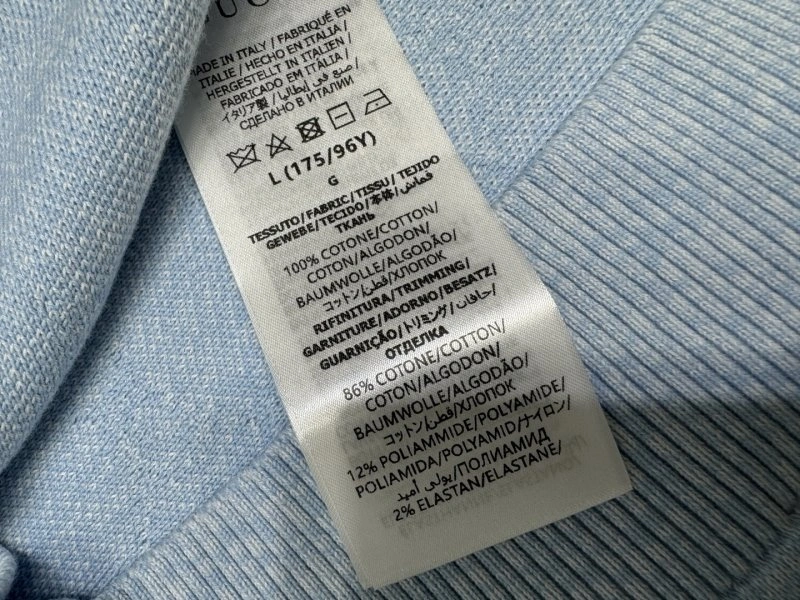 MADE IN ITALY / FABRIQUÉ EN
ITALIE / HECHO EN ITALIA /
HERGESTELLT IN ITALIEN /
FABRICADO EM ITÁLIA /
イタリア製 / صنع في إيطاليا /
СДЕЛАНО В ИТАЛИИ
L (175/96Y)
G
TESSUTO/FABRIC/TISSU/TEJIDO
GEWEBE/TECIDO/本体/قماش/
ТКАНЬ
100% COTONE/COTTON/
COTON/ALGODON/
BAUMWOLLE/ALGODÃO/
コットン/قطن/ХЛОПОК
RIFINITURA/TRIMMING/
GARNITURE/ADORNO/BESATZ/
GUARNIÇÃO/トリミング/حافات/
ОТДЕЛКА
86% COTONE/COTTON/
COTON/ALGODON/
BAUMWOLLE/ALGODÃO/
コットン/قطن/ХЛОПОК
12% POLIAMMIDE/POLYAMIDE/
POLIAMIDA/POLYAMID/ナイロン/
بولي أميد/ПОЛИАМИД
2% ELASTAN/ELASTANE/